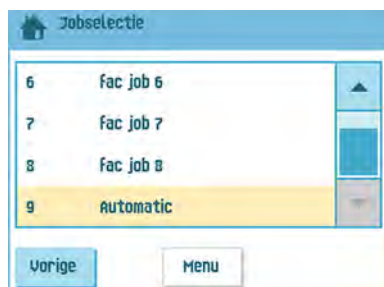 Jobselectie
6 fac job 6
7 fac job 7
8 fac job 8
9 Automatic
Vorige Menu